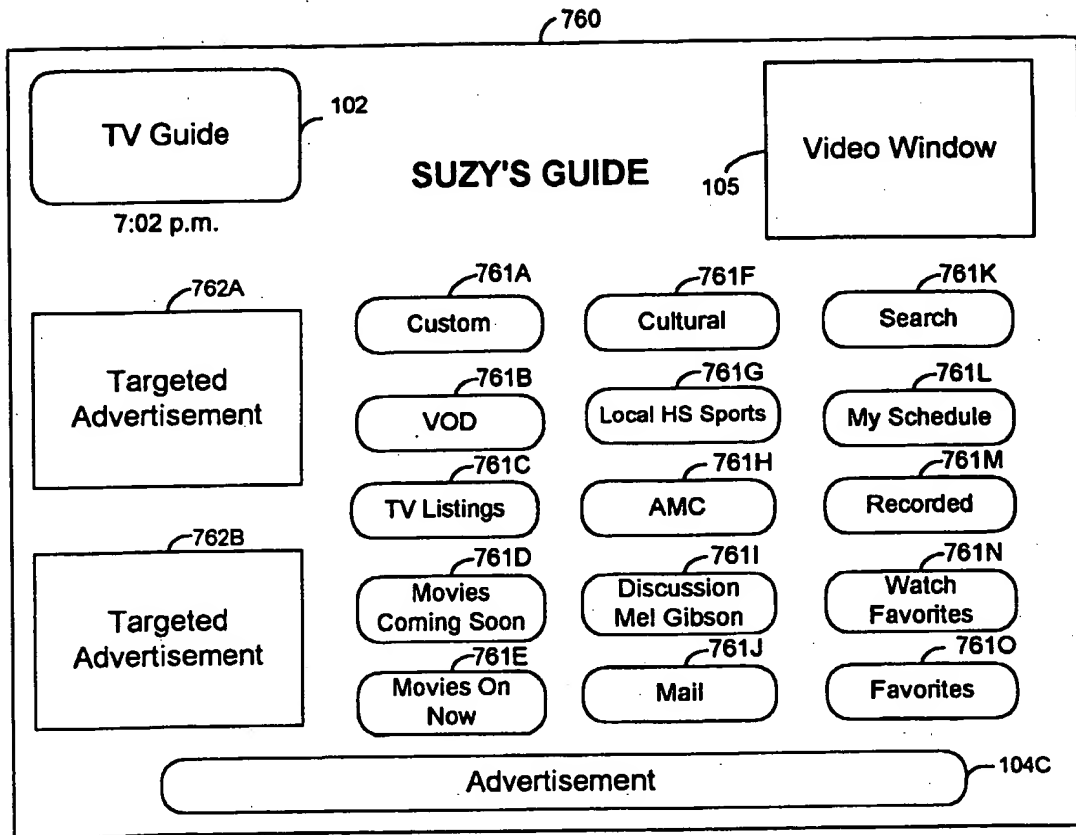 760
TV Guide
102
7:02 p.m.
SUZY'S GUIDE
Video Window
105
762A
Targeted
Advertisement
762B
Targeted
Advertisement
761A
Custom
761B
VOD
761C
TV Listings
761D
Movies
Coming Soon
761E
Movies On
Now
761F
Cultural
761G
Local HS Sports
761H
AMC
761I
Discussion
Mel Gibson
761J
Mail
761K
Search
761L
My Schedule
761M
Recorded
761N
Watch
Favorites
761O
Favorites
Advertisement
104C